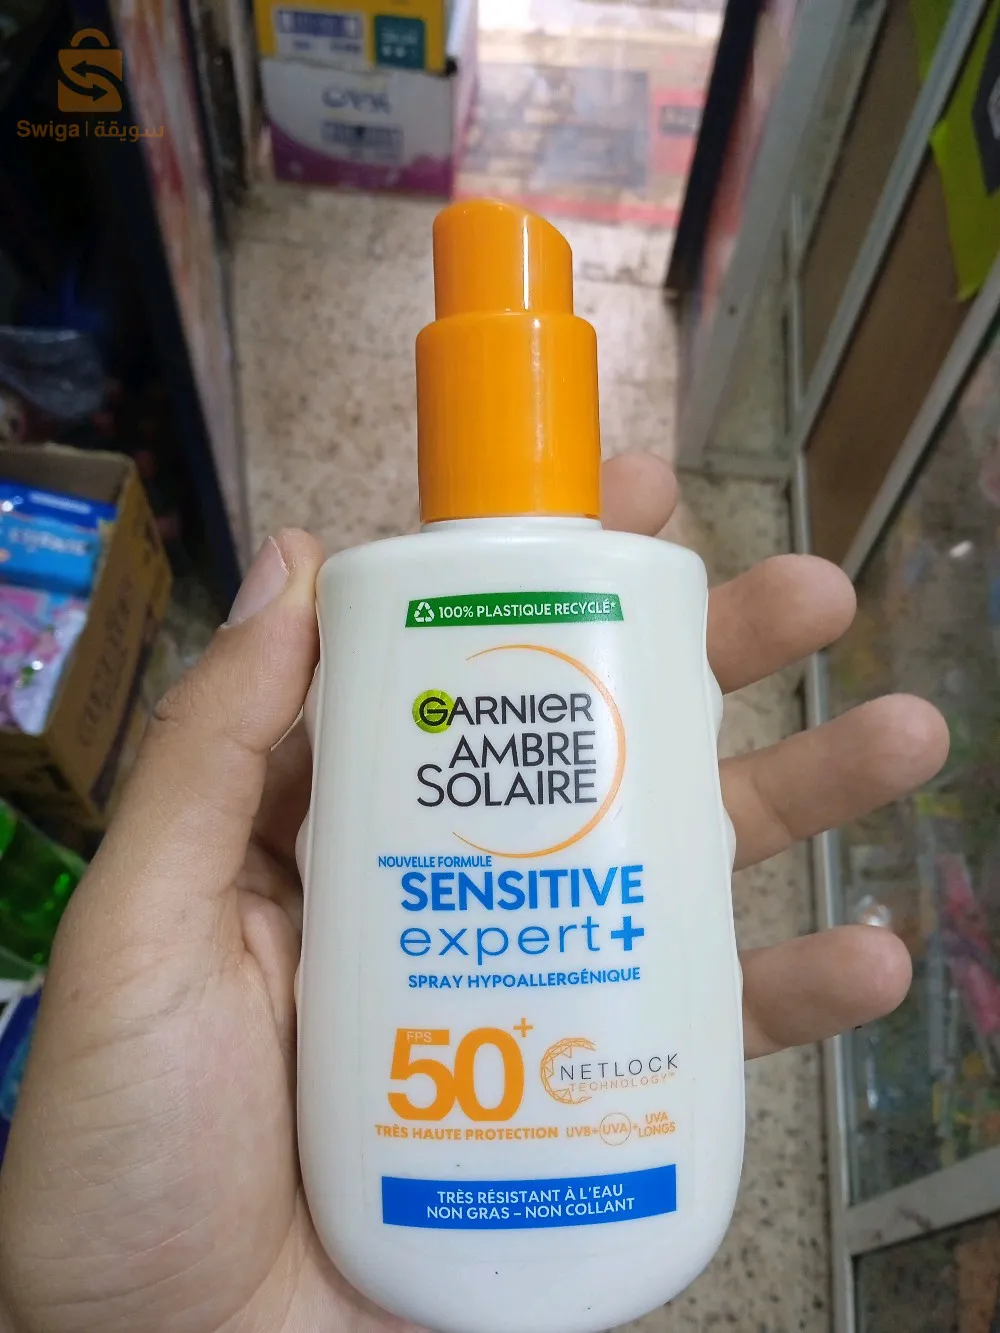 Swiga | سويقة
100% PLASTIQUE RECYCLÉ*
GARNIER
AMBRE
SOLAIRE
NOUVELLE FORMULE
SENSITIVE
expert+
SPRAY HYPOALLERGÉNIQUE
FPS
50+
NETLOCK
TECHNOLOGY™
TRÈS HAUTE PROTECTION
UVB+UVA+UVA LONGS
TRÈS RÉSISTANT À L'EAU
NON GRAS – NON COLLANT